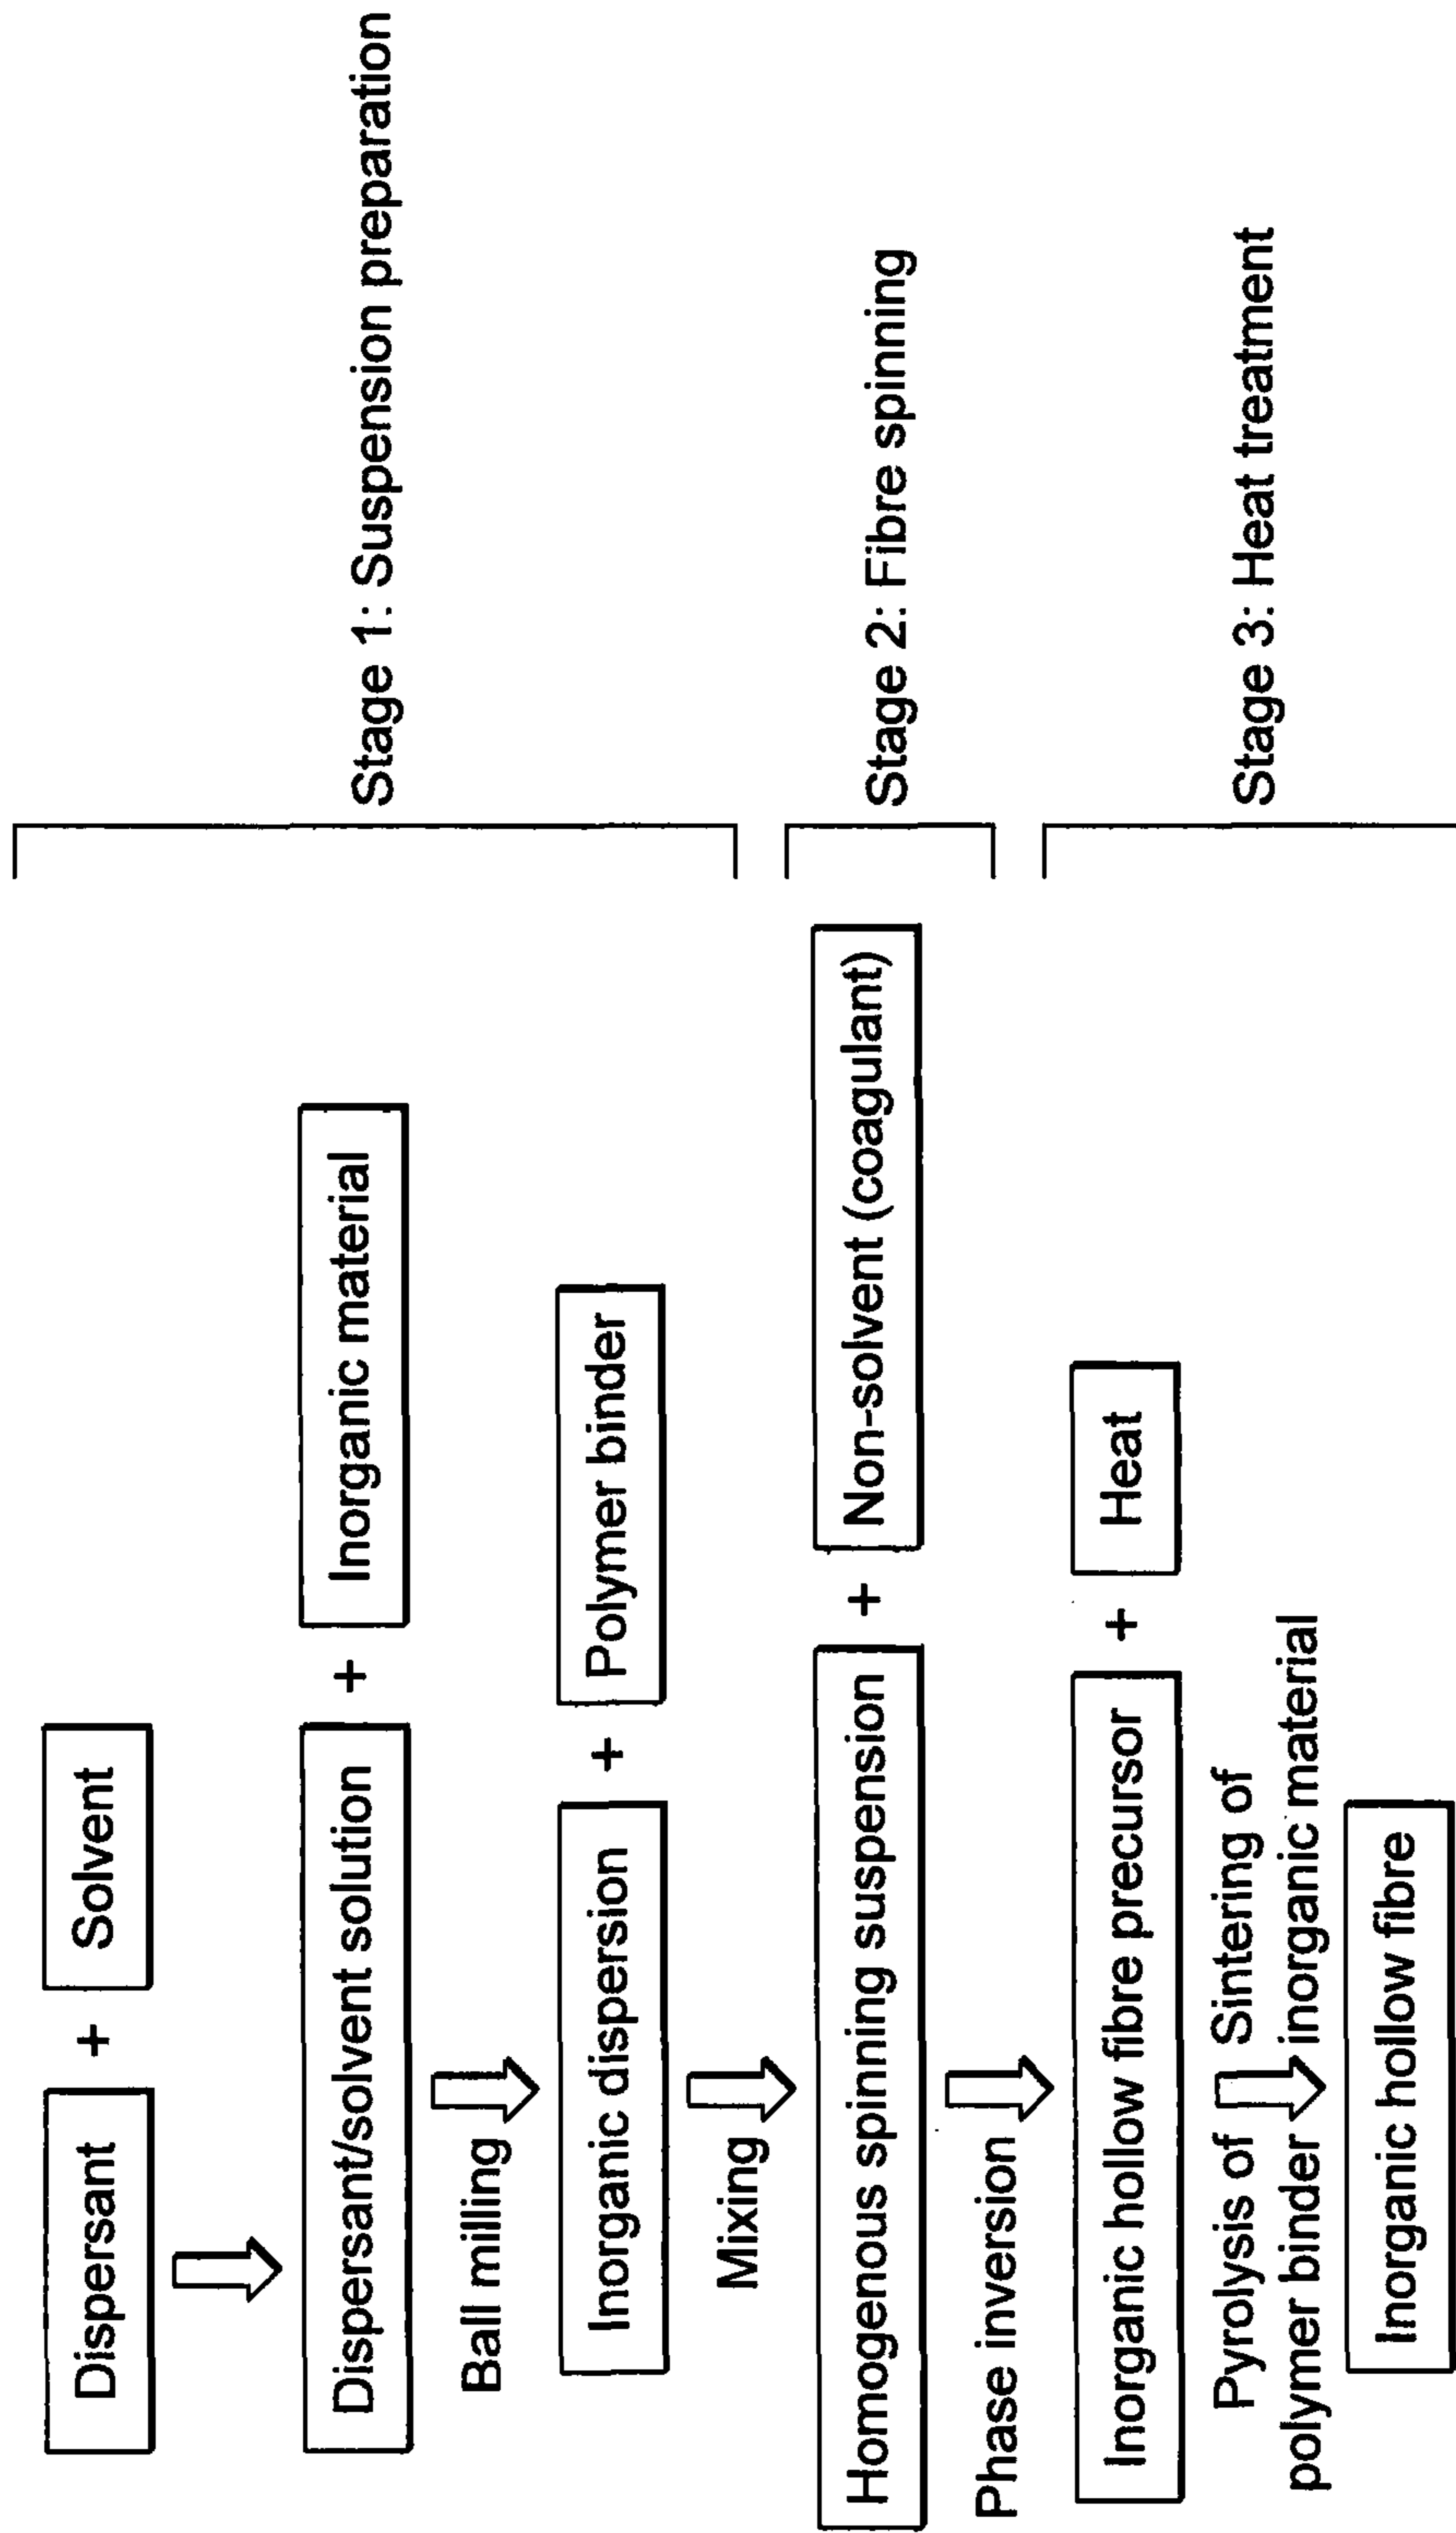 Dispersant + Solvent
Dispersant/solvent solution + Inorganic material
Ball milling
Inorganic dispersion + Polymer binder
Mixing
Stage 1: Suspension preparation
Homogenous spinning suspension + Non-solvent (coagulant)
Phase inversion
Stage 2: Fibre spinning
Inorganic hollow fibre precursor + Heat
Pyrolysis of
polymer binder
Sintering of
inorganic material
Inorganic hollow fibre
Stage 3: Heat treatment